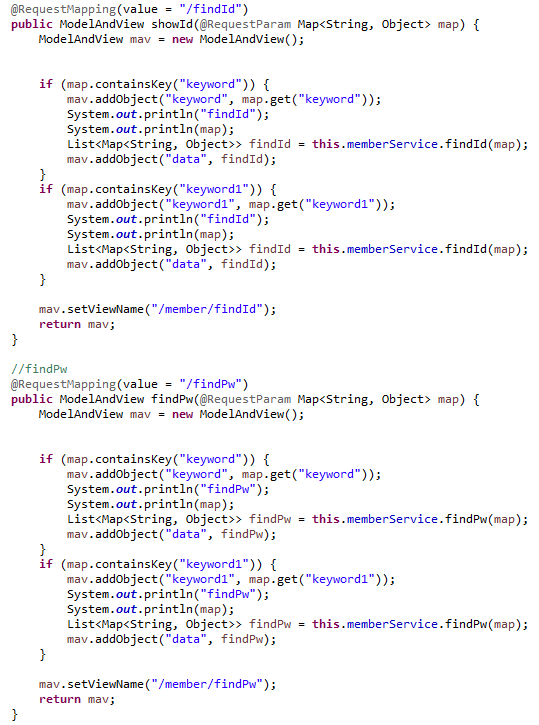 @RequestMapping(value = "/findId")
public ModelAndView showId(@RequestParam Map<String, Object> map) {
    ModelAndView mav = new ModelAndView();


    if (map.containsKey("keyword")) {
        mav.addObject("keyword", map.get("keyword"));
        System.out.println("findId");
        System.out.println(map);
        List<Map<String, Object>> findId = this.memberService.findId(map);
        mav.addObject("data", findId);
    }
    if (map.containsKey("keyword1")) {
        mav.addObject("keyword1", map.get("keyword1"));
        System.out.println("findId");
        System.out.println(map);
        List<Map<String, Object>> findId = this.memberService.findId(map);
        mav.addObject("data", findId);
    }

    mav.setViewName("/member/findId");
    return mav;
}

//findPw
@RequestMapping(value = "/findPw")
public ModelAndView findPw(@RequestParam Map<String, Object> map) {
    ModelAndView mav = new ModelAndView();


    if (map.containsKey("keyword")) {
        mav.addObject("keyword", map.get("keyword"));
        System.out.println("findPw");
        System.out.println(map);
        List<Map<String, Object>> findPw = this.memberService.findPw(map);
        mav.addObject("data", findPw);
    }
    if (map.containsKey("keyword1")) {
        mav.addObject("keyword1", map.get("keyword1"));
        System.out.println("findPw");
        System.out.println(map);
        List<Map<String, Object>> findPw = this.memberService.findPw(map);
        mav.addObject("data", findPw);
    }

    mav.setViewName("/member/findPw");
    return mav;
}